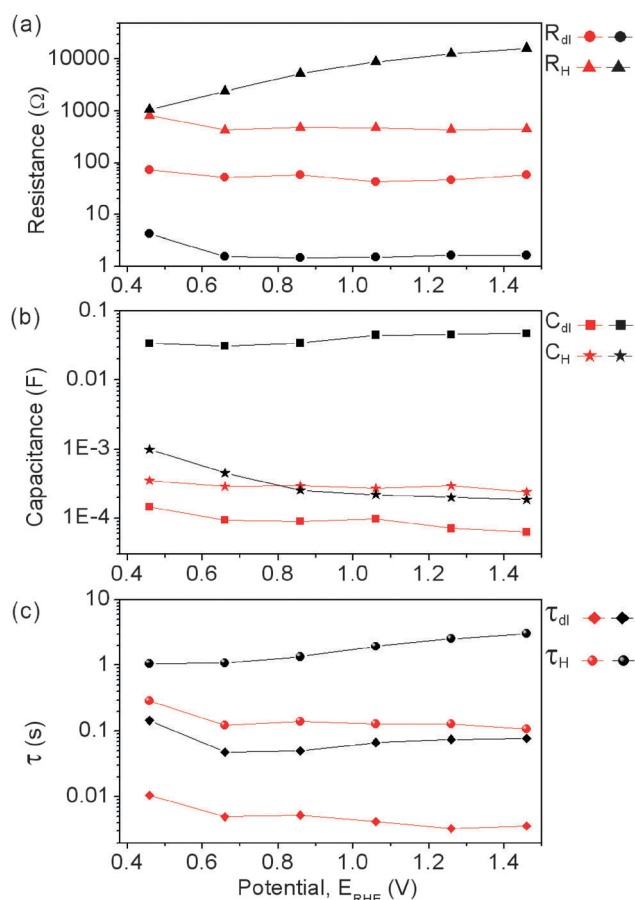 (a)
10000
1000
100
10
1
Resistance (Ω)
0.4 0.6 0.8 1.0 1.2 1.4
R_dl
R_H
(b)
0.1
0.01
1E-3
1E-4
Capacitance (F)
0.4 0.6 0.8 1.0 1.2 1.4
C_dl
C_H
(c)
10
1
0.1
0.01
τ (s)
0.4 0.6 0.8 1.0 1.2 1.4
Potential, E_RHE (V)
τ_dl
τ_H